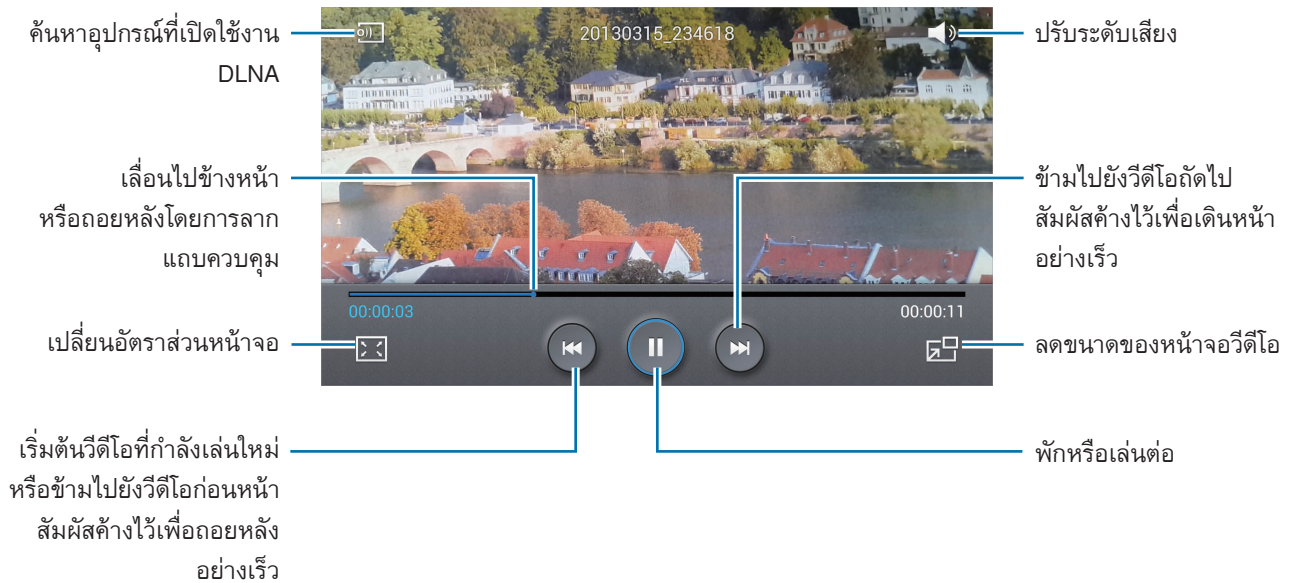 ค้นหาอุปกรณ์ที่เปิดใช้งาน
DLNA
20130315_234618
ปรับระดับเสียง
เลื่อนไปข้างหน้า
หรือถอยหลังโดยการลาก
แถบควบคุม
ข้ามไปยังวีดีโอถัดไป
สัมผัสค้างไว้เพื่อเดินหน้า
อย่างเร็ว
00:00:03
00:00:11
เปลี่ยนอัตราส่วนหน้าจอ
ลดขนาดของหน้าจอวีดีโอ
เริ่มต้นวีดีโอที่กำลังเล่นใหม่
หรือข้ามไปยังวีดีโอก่อนหน้า
สัมผัสค้างไว้เพื่อถอยหลัง
อย่างเร็ว
พักหรือเล่นต่อ